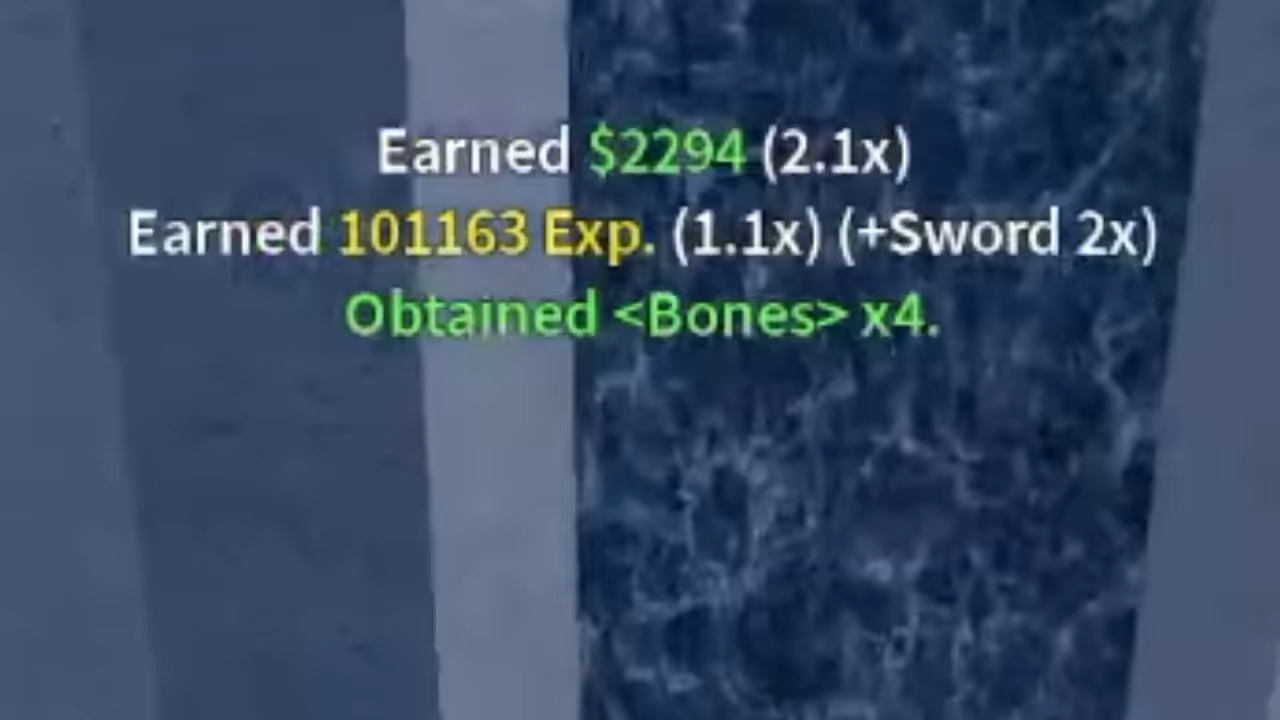 Earned $2294 (2.1x)
Earned 101163 Exp. (1.1x) (+Sword 2x)
Obtained <Bones> x4.